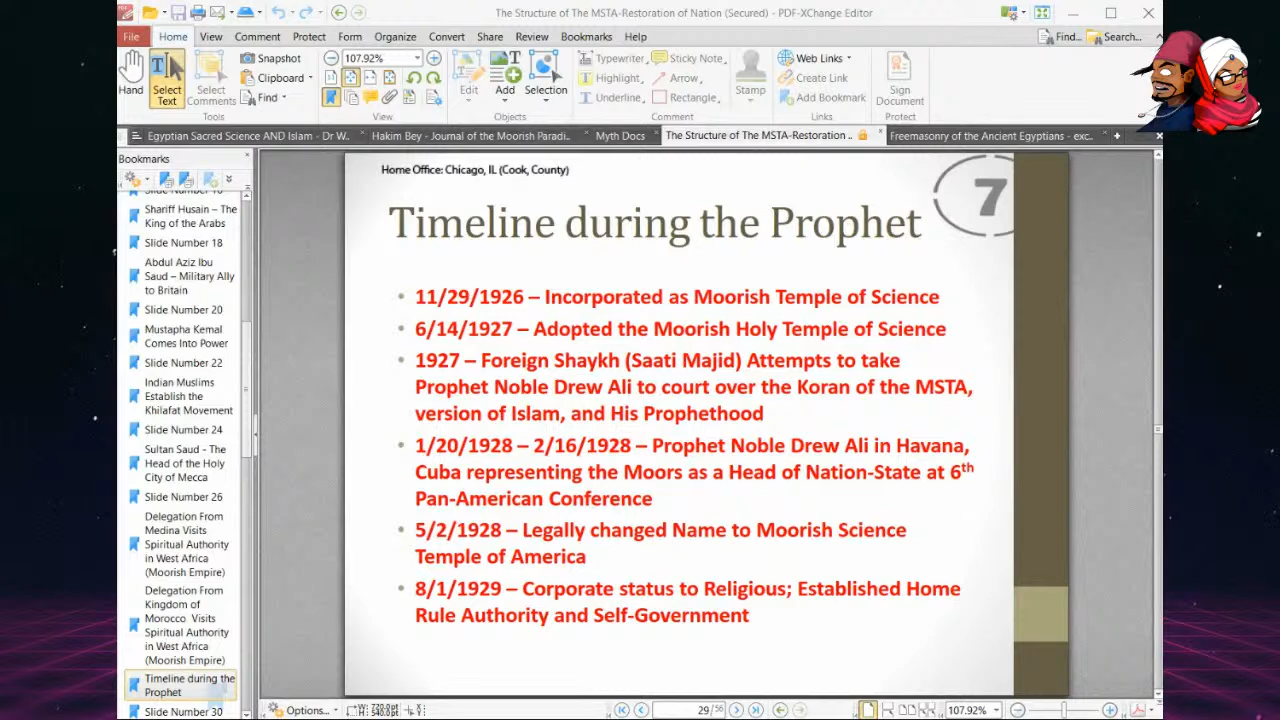 The Structure of The MSTA-Restoration of Nation (Secured) - PDF-XChange Editor
File Home View Comment Protect Form Organize Convert Share Review Bookmarks Help Find... Search...
Hand
Select
Text
Select
Comments
Snapshot
Clipboard
Find
Tools
107.92%
View
Edit
Add
Selection
Objects
Typewriter
Highlight
Underline
Sticky Note
Arrow
Rectangle
Stamp
Comment
Web Links
Create Link
Add Bookmark
Links
Sign
Document
Protect
Egyptian Sacred Science AND Islam - Dr W..
Hakim Bey - Journal of the Moorish Paradi..
Myth Docs
The Structure of The MSTA-Restoration ..
Freemasonry of the Ancient Egyptians - exc..
Bookmarks
Shariff Husain – The
King of the Arabs
Slide Number 18
Abdul Aziz Ibu
Saud – Military Ally
to Britain
Slide Number 20
Mustapha Kemal
Comes Into Power
Slide Number 22
Indian Muslims
Establish the
Khilafat Movement
Slide Number 24
Sultan Saud - The
Head of the Holy
City of Mecca
Slide Number 26
Delegation From
Medina Visits
Spiritual Authority
in West Africa
(Moorish Empire)
Delegation From
Kingdom of
Morocco Visits
Spiritual Authority
in West Africa
(Moorish Empire)
Timeline during the
Prophet
Slide Number 30
Home Office: Chicago, IL (Cook, County)
7
Timeline during the Prophet
• 11/29/1926 – Incorporated as Moorish Temple of Science
• 6/14/1927 – Adopted the Moorish Holy Temple of Science
• 1927 – Foreign Shaykh (Saati Majid) Attempts to take
Prophet Noble Drew Ali to court over the Koran of the MSTA,
version of Islam, and His Prophethood
• 1/20/1928 – 2/16/1928 – Prophet Noble Drew Ali in Havana,
Cuba representing the Moors as a Head of Nation-State at 6th
Pan-American Conference
• 5/2/1928 – Legally changed Name to Moorish Science
Temple of America
• 8/1/1929 – Corporate status to Religious; Established Home
Rule Authority and Self-Government
Options...
29 / 56
107.92%